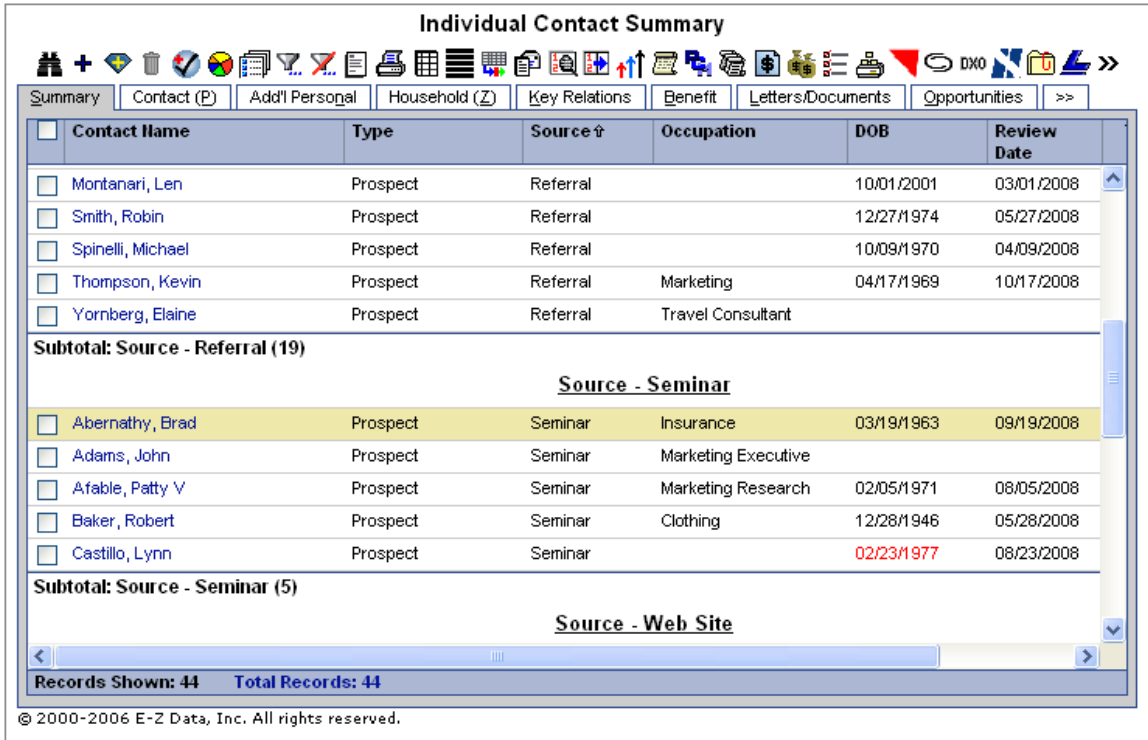 Individual Contact Summary
DXO »
Summary Contact (P) Add'l Personal Household (Z) Key Relations Benefit Letters/Documents Opportunities >>
Contact Name Type Source⇧ Occupation DOB Review Date
Montanari, Len Prospect Referral 10/01/2001 03/01/2008
Smith, Robin Prospect Referral 12/27/1974 05/27/2008
Spinelli, Michael Prospect Referral 10/09/1970 04/09/2008
Thompson, Kevin Prospect Referral Marketing 04/17/1969 10/17/2008
Yornberg, Elaine Prospect Referral Travel Consultant
Subtotal: Source - Referral (19)
Source - Seminar
Abernathy, Brad Prospect Seminar Insurance 03/19/1963 09/19/2008
Adams, John Prospect Seminar Marketing Executive
Afable, Patty V Prospect Seminar Marketing Research 02/05/1971 08/05/2008
Baker, Robert Prospect Seminar Clothing 12/28/1946 05/28/2008
Castillo, Lynn Prospect Seminar 02/23/1977 08/23/2008
Subtotal: Source - Seminar (5)
Source - Web Site
Records Shown: 44 Total Records: 44
© 2000-2006 E-Z Data, Inc. All rights reserved.